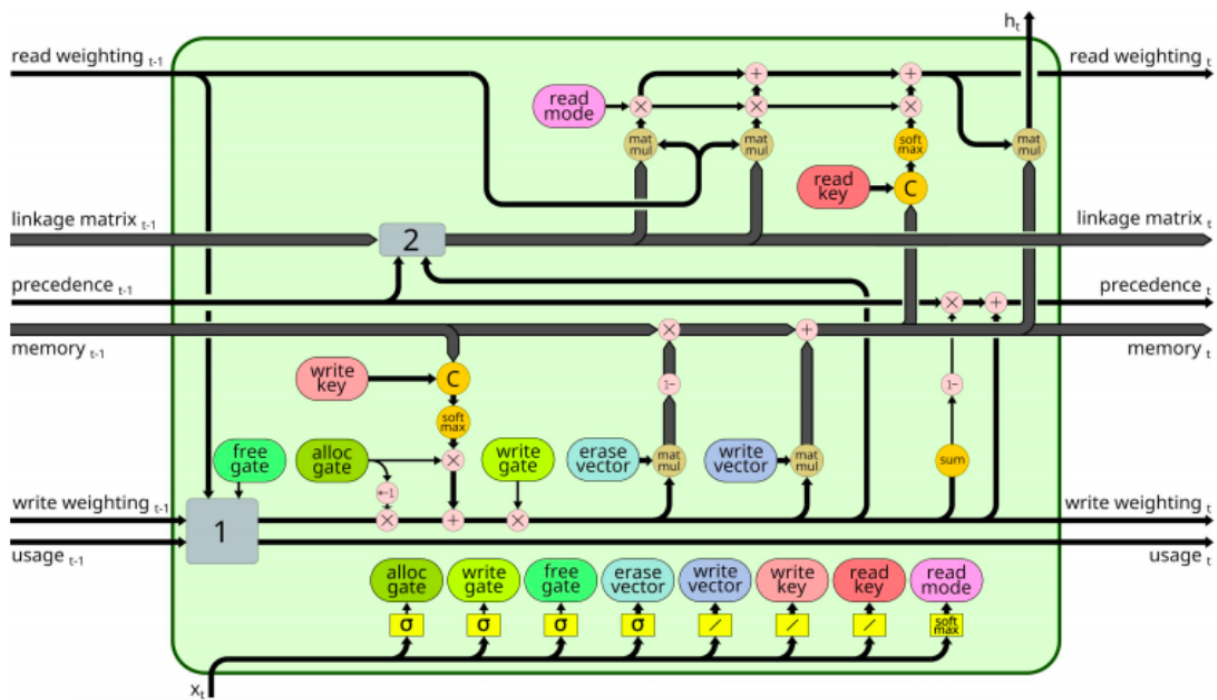 h t
read weighting t-1
read weighting t
read
mode
×
+
×
+
×
mat
mul
mat
mul
soft
max
mat
mul
read
key
C
linkage matrix t-1
2
linkage matrix t
precedence t-1
×
+
precedence t
memory t-1
×
+
memory t
write
key
C
1-
1-
soft
max
free
gate
alloc
gate
×
write
gate
erase
vector
mat
mul
write
vector
mat
mul
sum
write weighting t-1
1
×
+
×
write weighting t
usage t-1
usage t
alloc
gate
write
gate
free
gate
erase
vector
write
vector
write
key
read
key
read
mode
σ
σ
σ
σ
soft
max
x t